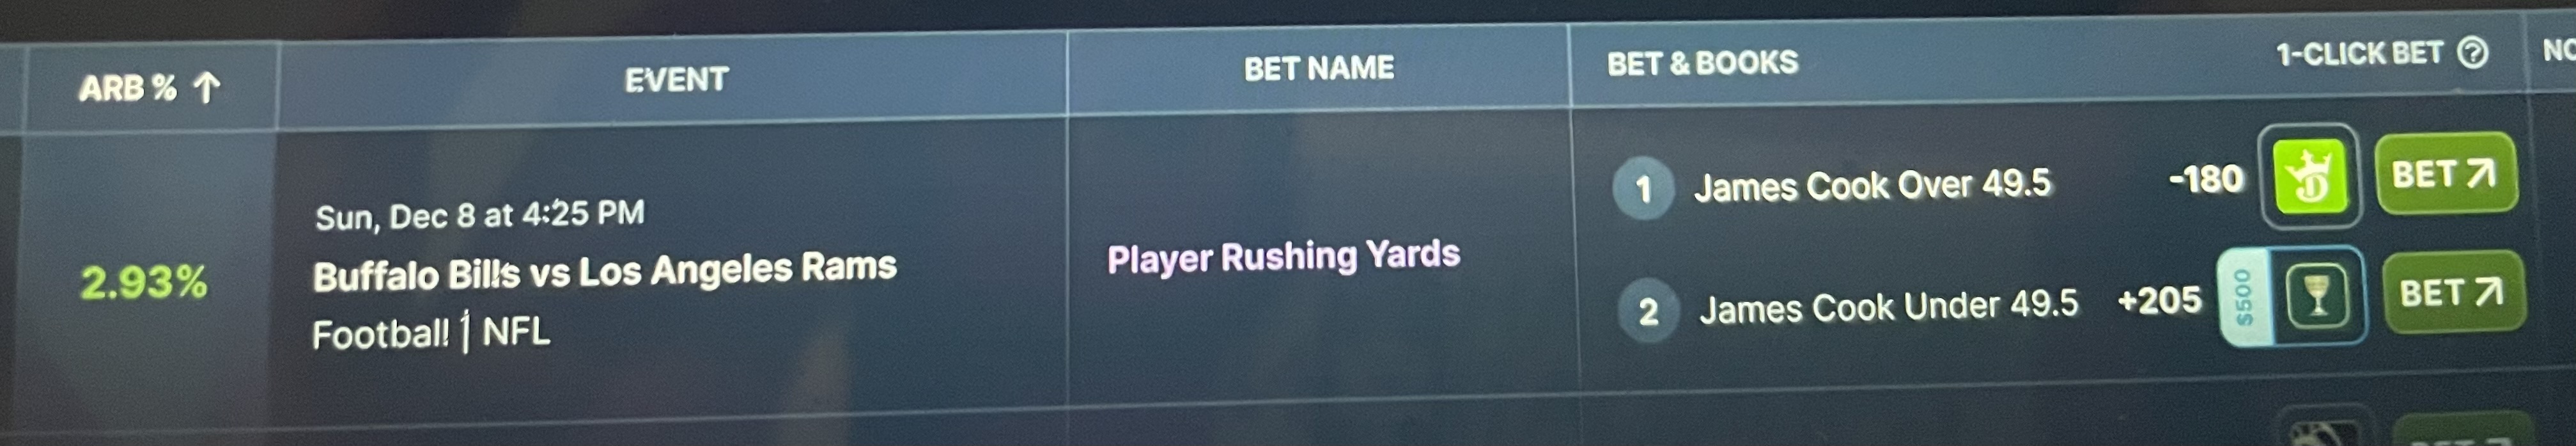 ARB % ↑
EVENT
BET NAME
BET & BOOKS
1-CLICK BET ?
2.93%
Sun, Dec 8 at 4:25 PM
Buffalo Bills vs Los Angeles Rams
Football | NFL
Player Rushing Yards
1 James Cook Over 49.5 -180 BET
2 James Cook Under 49.5 +205 $500 BET